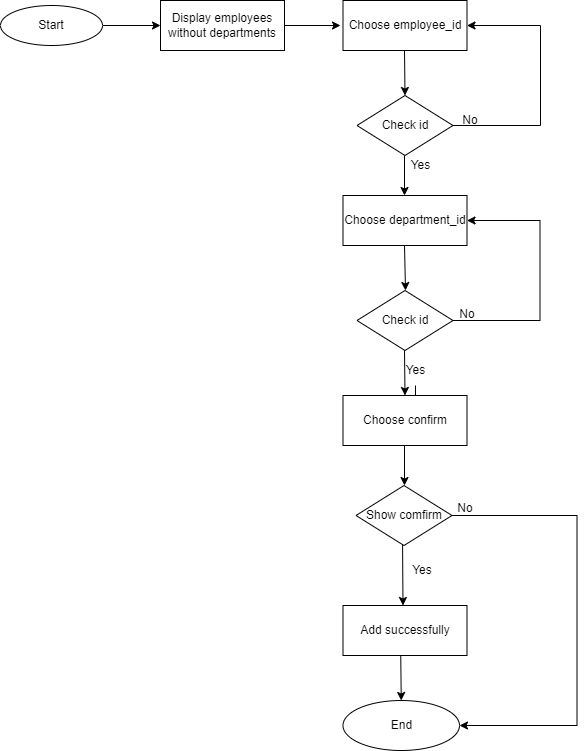 Start
Display employees
without departments
Choose employee_id
Check id
No
Yes
Choose department_id
Check id
No
Yes
Choose confirm
Show comfirm
No
Yes
Add successfully
End